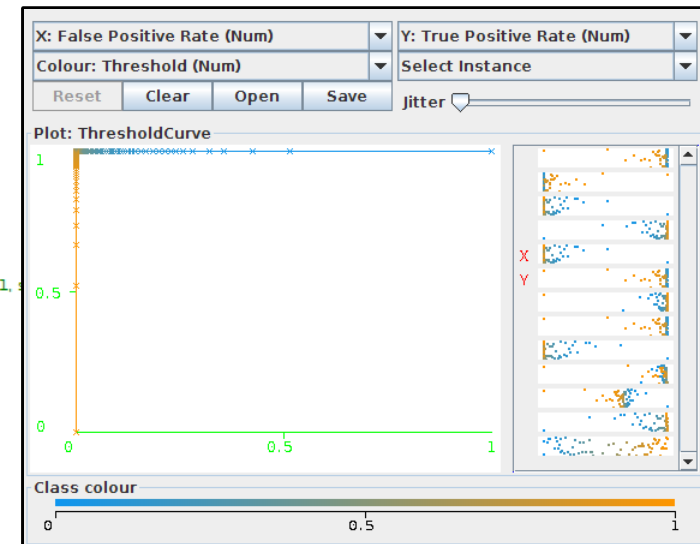 X: False Positive Rate (Num)
Y: True Positive Rate (Num)
Colour: Threshold (Num)
Select Instance
Reset
Clear
Open
Save
Jitter
Plot: ThresholdCurve
1
0.5
0
0
0.5
1
X
Y
1,
Class colour
0
0.5
1